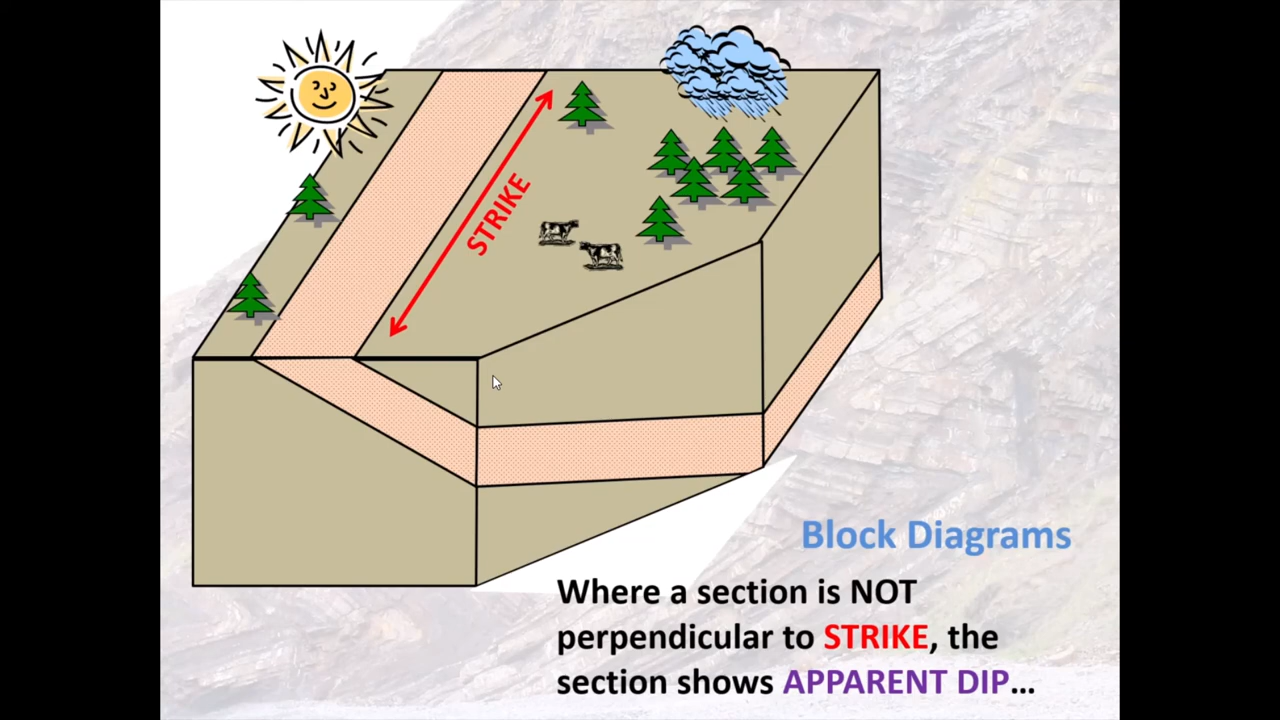 STRIKE
Block Diagrams
Where a section is NOT
perpendicular to STRIKE, the
section shows APPARENT DIP...